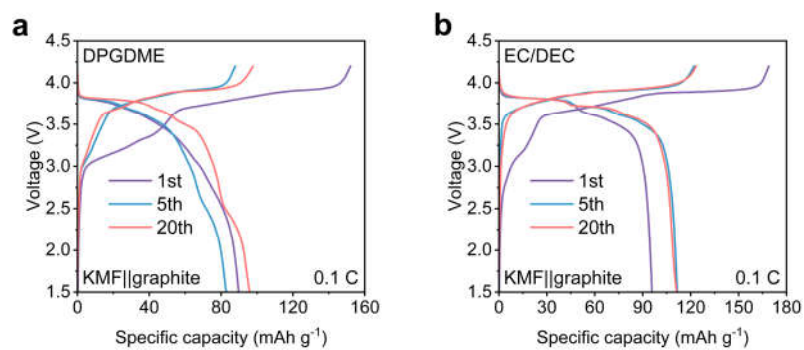 a
DPGDME
4.5
4.0
3.5
3.0
2.5
2.0
1.5
Voltage (V)
1st
5th
20th
KMF||graphite
0.1 C
0 40 80 120 160
Specific capacity (mAh g⁻¹)
b
EC/DEC
4.5
4.0
3.5
3.0
2.5
2.0
1.5
Voltage (V)
1st
5th
20th
KMF||graphite
0.1 C
0 30 60 90 120 150 180
Specific capacity (mAh g⁻¹)